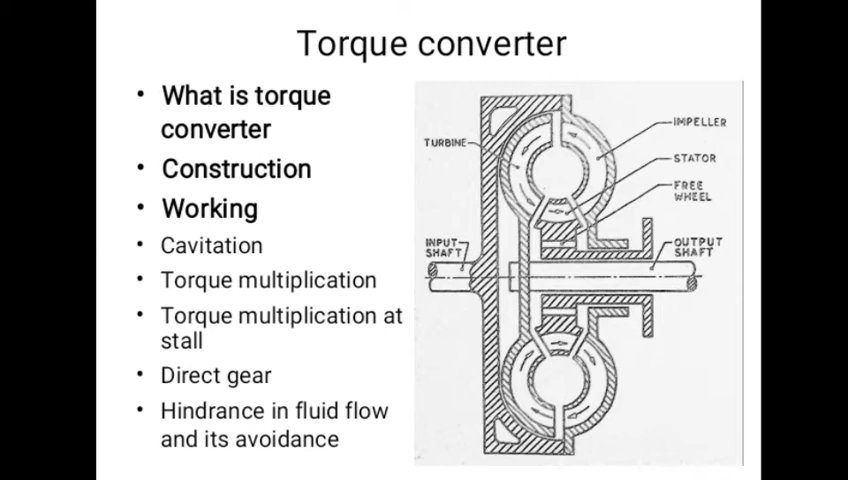 Torque converter
• What is torque
converter
• Construction
• Working
• Cavitation
• Torque multiplication
• Torque multiplication at
stall
• Direct gear
• Hindrance in fluid flow
and its avoidance
TURBINE
IMPELLER
STATOR
FREE
WHEEL
INPUT
SHAFT
OUTPUT
SHAFT